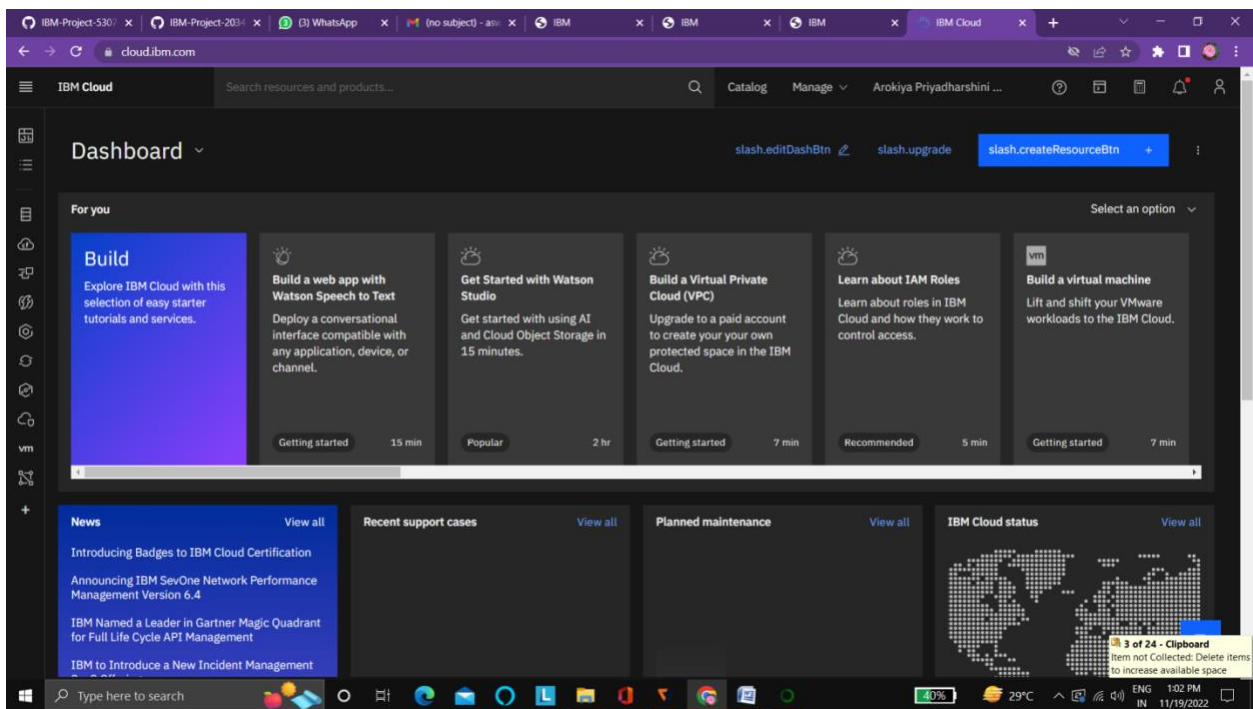 IBM-Project-5307
IBM-Project-2034
(3) WhatsApp
(no subject) - asw
IBM
IBM
IBM
IBM Cloud
cloud.ibm.com
IBM Cloud
Search resources and products...
Catalog
Manage
Arokiya Priyadharshini ...
Dashboard
slash.editDashBtn
slash.upgrade
slash.createResourceBtn +
For you
Select an option
Build
Explore IBM Cloud with this
selection of easy starter
tutorials and services.
Build a web app with
Watson Speech to Text
Deploy a conversational
interface compatible with
any application, device, or
channel.
Getting started 15 min
Get Started with Watson
Studio
Get started with using AI
and Cloud Object Storage in
15 minutes.
Popular 2 hr
Build a Virtual Private
Cloud (VPC)
Upgrade to a paid account
to create your your own
protected space in the IBM
Cloud.
Getting started 7 min
Learn about IAM Roles
Learn about roles in IBM
Cloud and how they work to
control access.
Recommended 5 min
vm
Build a virtual machine
Lift and shift your VMware
workloads to the IBM Cloud.
Getting started 7 min
vm
News View all
Introducing Badges to IBM Cloud Certification
Announcing IBM SevOne Network Performance
Management Version 6.4
IBM Named a Leader in Gartner Magic Quadrant
for Full Life Cycle API Management
IBM to Introduce a New Incident Management
Recent support cases View all
Planned maintenance View all
IBM Cloud status View all
3 of 24 - Clipboard
Item not Collected: Delete items
to increase available space
Type here to search
L
40%
29°C
ENG
IN
1:02 PM
11/19/2022